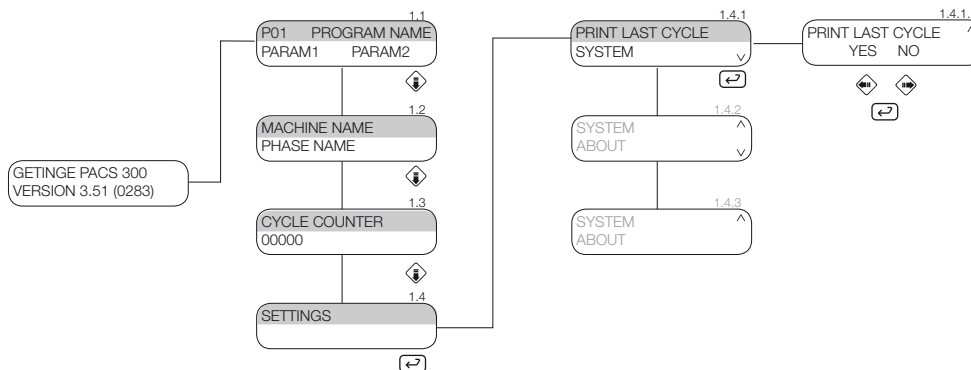 GETINGE PACS 300
VERSION 3.51 (0283)
1.1
P01 PROGRAM NAME
PARAM1 PARAM2
1.2
MACHINE NAME
PHASE NAME
1.3
CYCLE COUNTER
00000
1.4
SETTINGS
1.4.1
PRINT LAST CYCLE
SYSTEM
1.4.2
SYSTEM
ABOUT
1.4.3
SYSTEM
ABOUT
1.4.1.
PRINT LAST CYCLE
YES NO